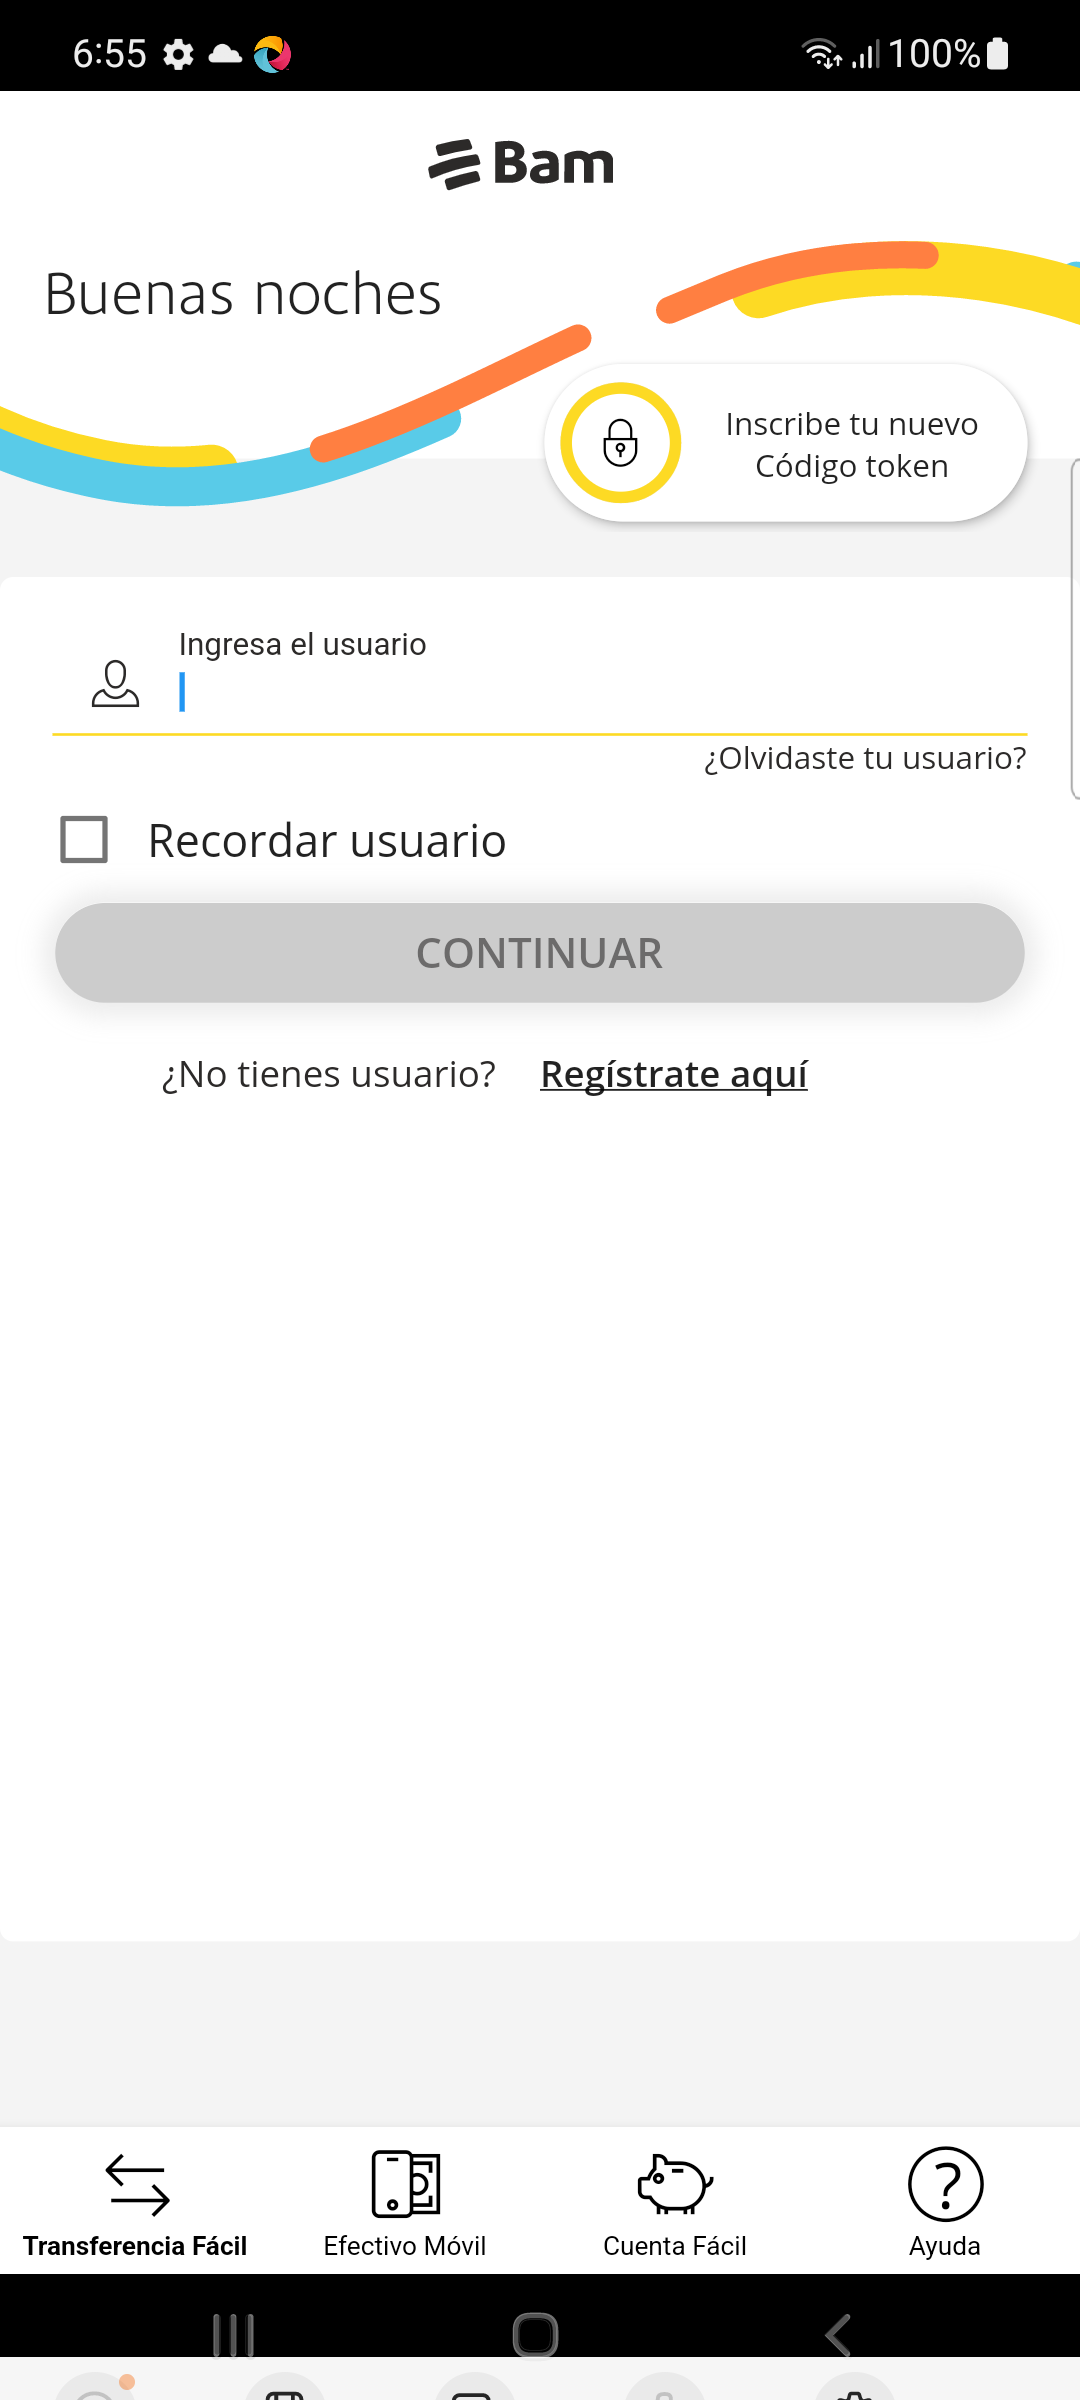 6:55
100%
Bam
Buenas noches
Inscribe tu nuevo
Código token
Ingresa el usuario
¿Olvidaste tu usuario?
Recordar usuario
CONTINUAR
¿No tienes usuario? Regístrate aquí
Transferencia Fácil
Efectivo Móvil
Cuenta Fácil
Ayuda